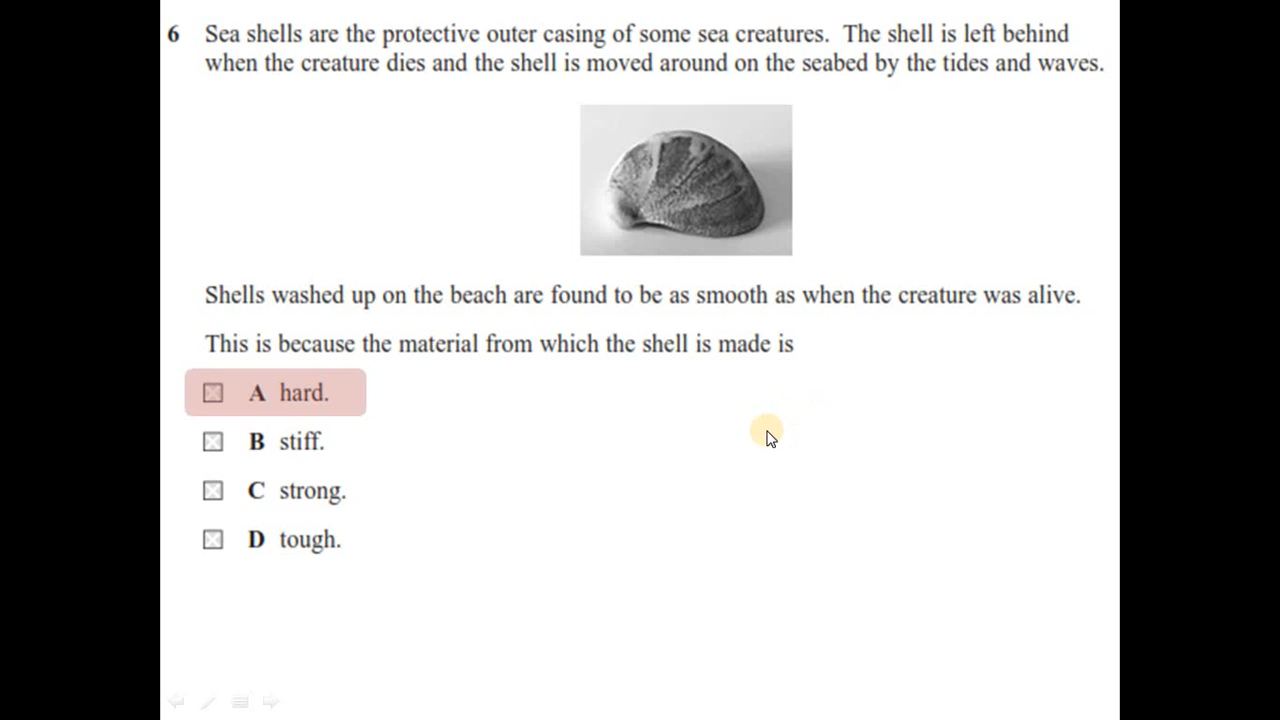 6 Sea shells are the protective outer casing of some sea creatures. The shell is left behind
when the creature dies and the shell is moved around on the seabed by the tides and waves.
Shells washed up on the beach are found to be as smooth as when the creature was alive.
This is because the material from which the shell is made is
A hard.
B stiff.
C strong.
D tough.